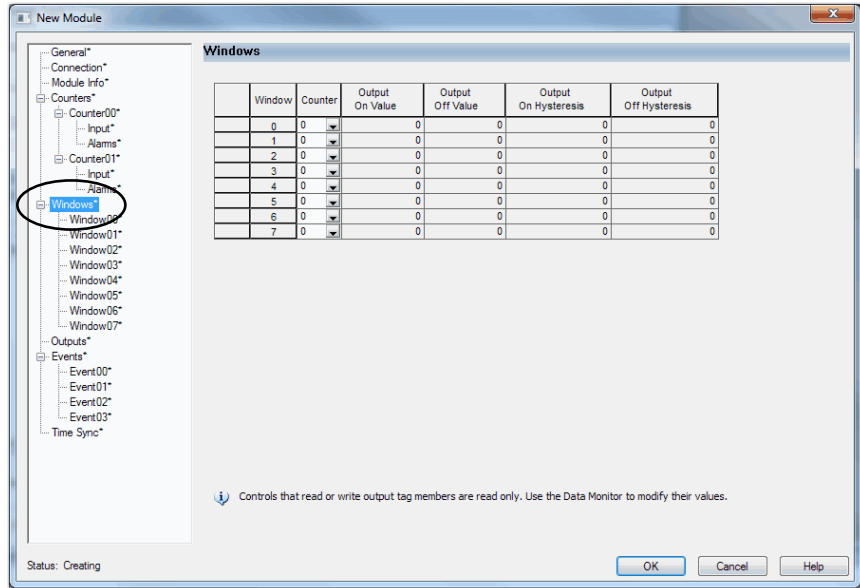 New Module
General*
Connection*
Module Info*
Counters*
Counter00*
Input*
Alarms*
Counter01*
Input*
Alarms*
Windows*
Window00*
Window01*
Window02*
Window03*
Window04*
Window05*
Window06*
Window07*
Outputs*
Events*
Event00*
Event01*
Event02*
Event03*
Time Sync*
Windows
Window Counter Output On Value Output Off Value Output On Hysteresis Output Off Hysteresis
0 0 0 0 0 0
1 0 0 0 0 0
2 0 0 0 0 0
3 0 0 0 0 0
4 0 0 0 0 0
5 0 0 0 0 0
6 0 0 0 0 0
7 0 0 0 0 0
Controls that read or write output tag members are read only. Use the Data Monitor to modify their values.
Status: Creating
OK Cancel Help